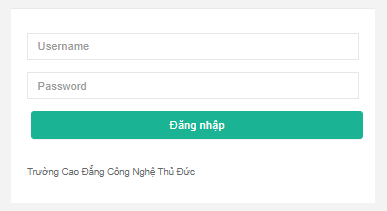 Username
Password
Đăng nhập
Trường Cao Đẳng Công Nghệ Thủ Đức